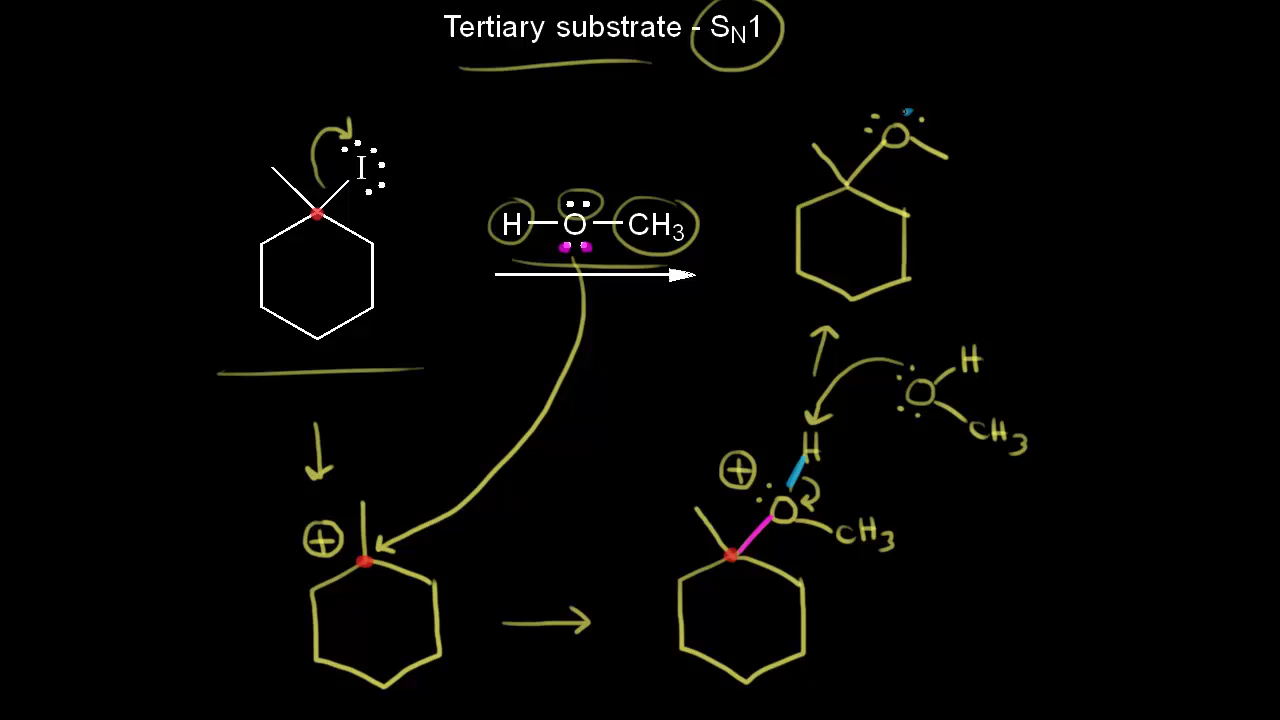 Tertiary substrate - SN1
I
O
H-O-CH3
O H
CH3
H
+
O
CH3
+